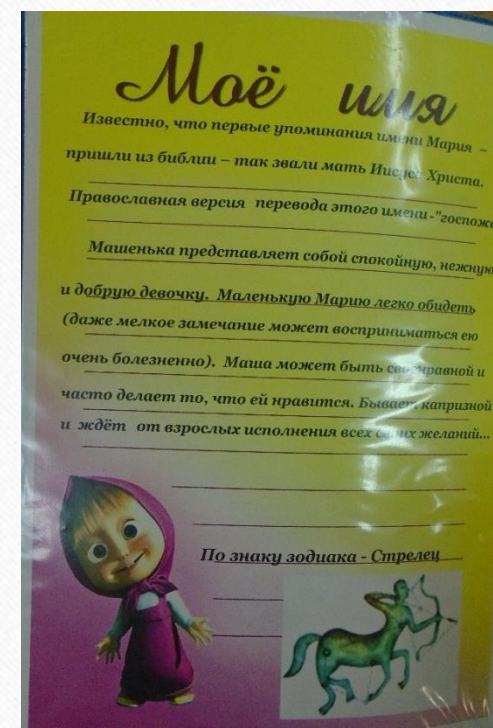 Моё имя
Известно, что первые упоминания имени Мария –
пришли из библии – так звали мать Иисуса Христа.
Православная версия перевода этого имени -"госпожа
Машенька представляет собой спокойную, нежную
и добрую девочку. Маленькую Марию легко обидеть
(даже мелкое замечание может восприниматься ею
очень болезненно). Маша может быть своенравной и
часто делает то, что ей нравится. Бывает капризной
и ждёт от взрослых исполнения всех своих желаний...
По знаку зодиака - Стрелец